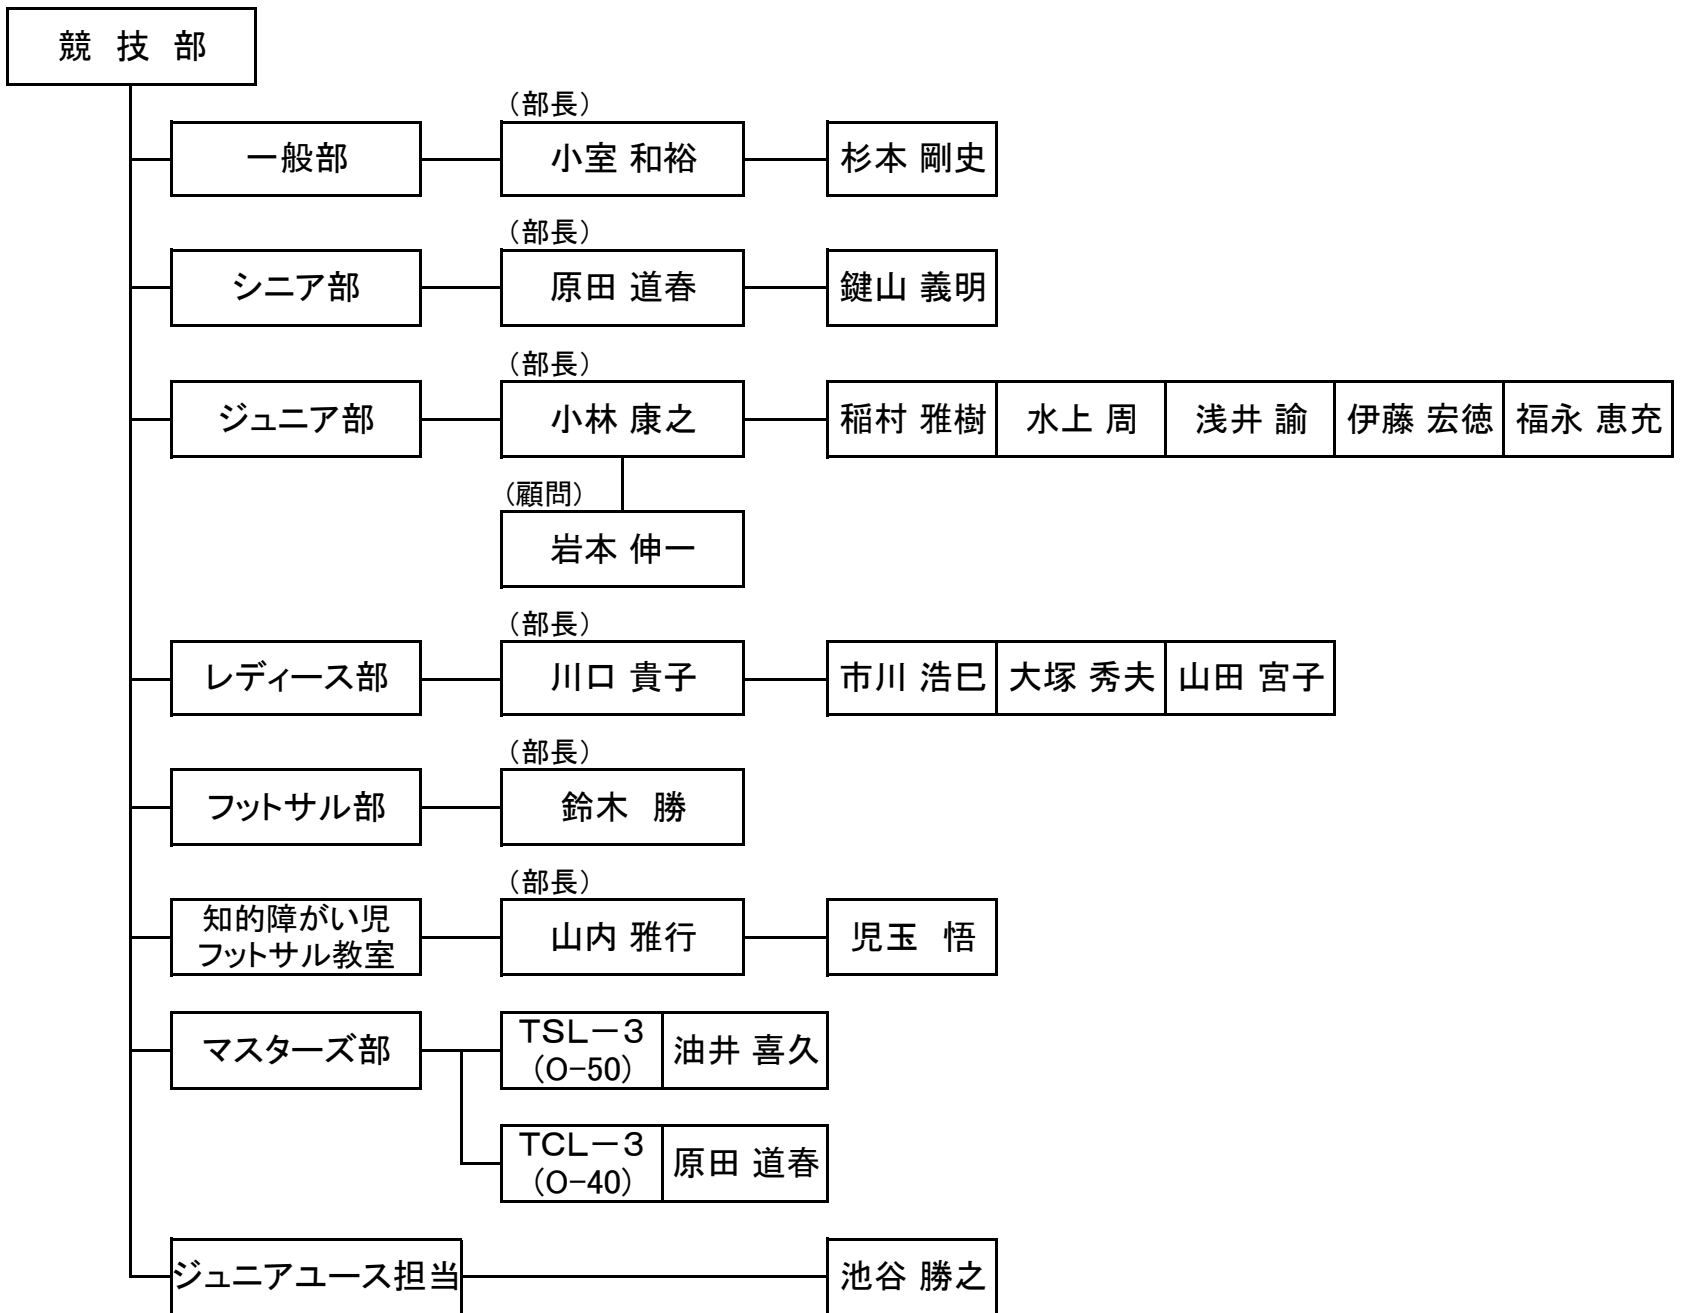 競 技 部
（部長）
一般部 小室 和裕 杉本 剛史
（部長）
シニア部 原田 道春 鍵山 義明
（部長）
ジュニア部 小林 康之 稲村 雅樹 水上 周 浅井 諭 伊藤 宏徳 福永 恵充
（顧問）
岩本 伸一
（部長）
レディース部 川口 貴子 市川 浩巳 大塚 秀夫 山田 宮子
（部長）
フットサル部 鈴木 勝
（部長）
知的障がい児
フットサル教室 山内 雅行 児玉 悟
マスターズ部 TSL－3
(O-50) 油井 喜久
TCL－3
(O-40) 原田 道春
ジュニアユース担当 池谷 勝之